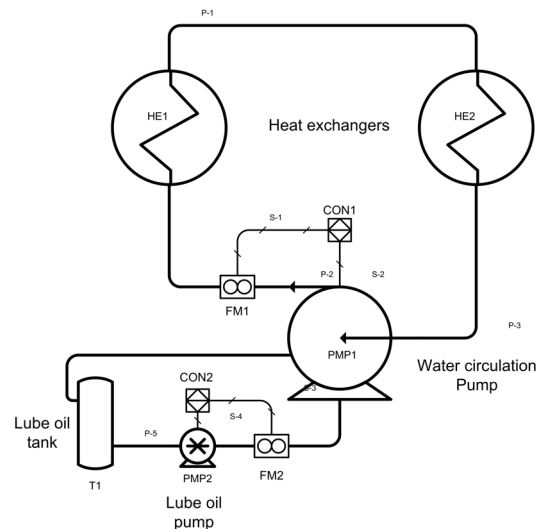 P-1
HE1
HE2
Heat exchangers
CON1
S-1
P-2
S-2
FM1
P-3
PMP1
Water circulation
Pump
CON2
S-3
S-4
Lube oil
tank
P-5
PMP2
FM2
T1
Lube oil
pump